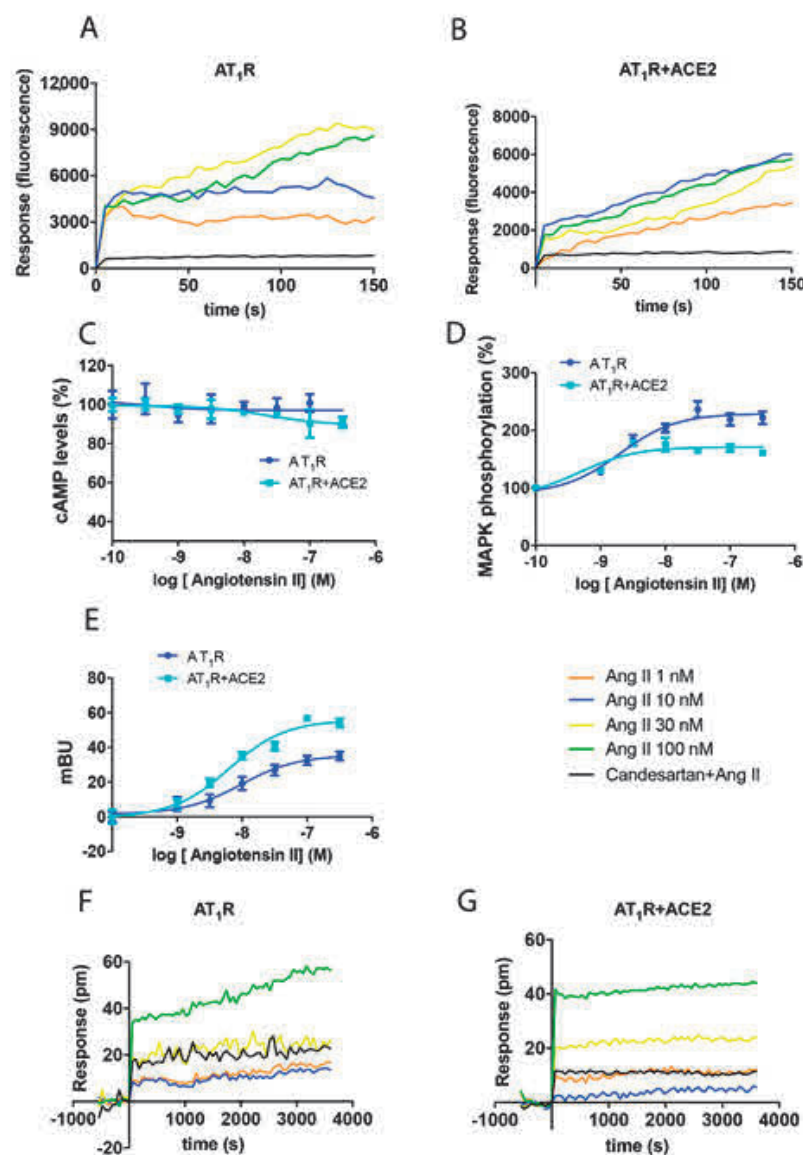 A
AT₁R
Response (fluorescence)
12000
9000
6000
3000
0
0 50 100 150
time (s)
B
AT₁R+ACE2
Response (fluorescence)
8000
6000
4000
2000
0
50 100 150
time (s)
C
cAMP levels (%)
120
100
80
60
40
AT₁R
AT₁R+ACE2
-10 -9 -8 -7 -6
log [ Angiotensin II] (M)
D
MAPK phosphorylation (%)
AT₁R
AT₁R+ACE2
200
100
0
-10 -9 -8 -7 -6
log [ Angiotensin II] (M)
E
AT₁R
AT₁R+ACE2
mBU
80
60
40
20
0
-20
-9 -8 -7 -6
log [ Angiotensin II] (M)
Ang II 1 nM
Ang II 10 nM
Ang II 30 nM
Ang II 100 nM
Candesartan+Ang II
F
AT₁R
Response (pm)
60
40
20
-20
-1000 0 1000 2000 3000 4000
time (s)
G
AT₁R+ACE2
Response (pm)
60
40
20
-1000 0 1000 2000 3000 4000
time (s)